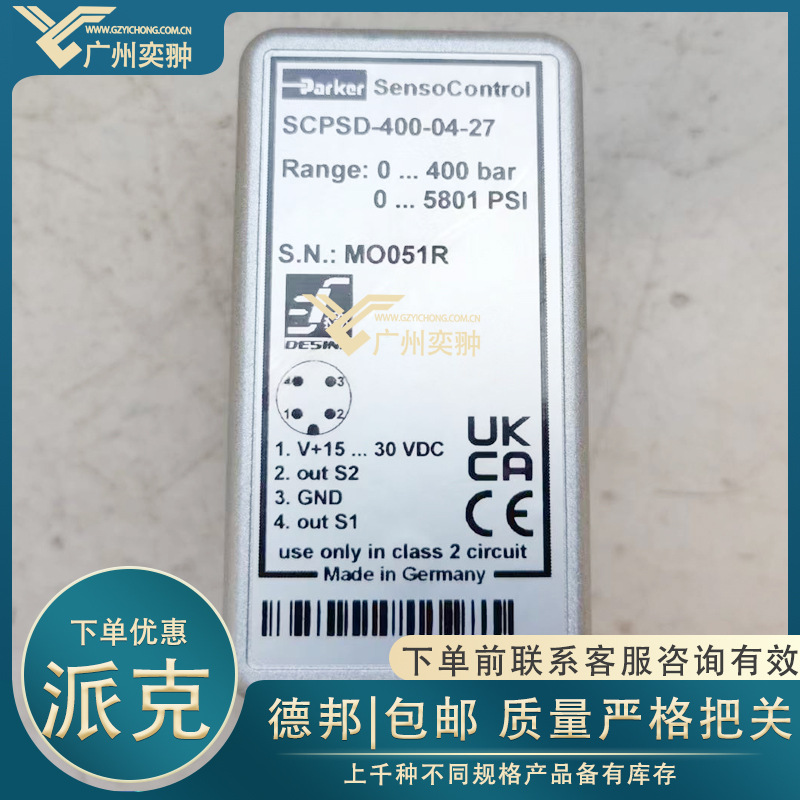 WWW.GZYICHONG.COM.CN
广州奕翀
Parker SensoControl
SCPSD-400-04-27
Range: 0 ... 400 bar
0 ... 5801 PSI
S.N.: MO051R
WWW.GZYICHONG.COM.CN
广州奕翀
4 3
1 2
1. V+15 ... 30 VDC
2. out S2
3. GND
4. out S1
UK
CA
CE
use only in class 2 circuit
Made in Germany
下单优惠
派克
下单前联系客服咨询有效
德邦|包邮 质量严格把关
上千种不同规格产品备有库存